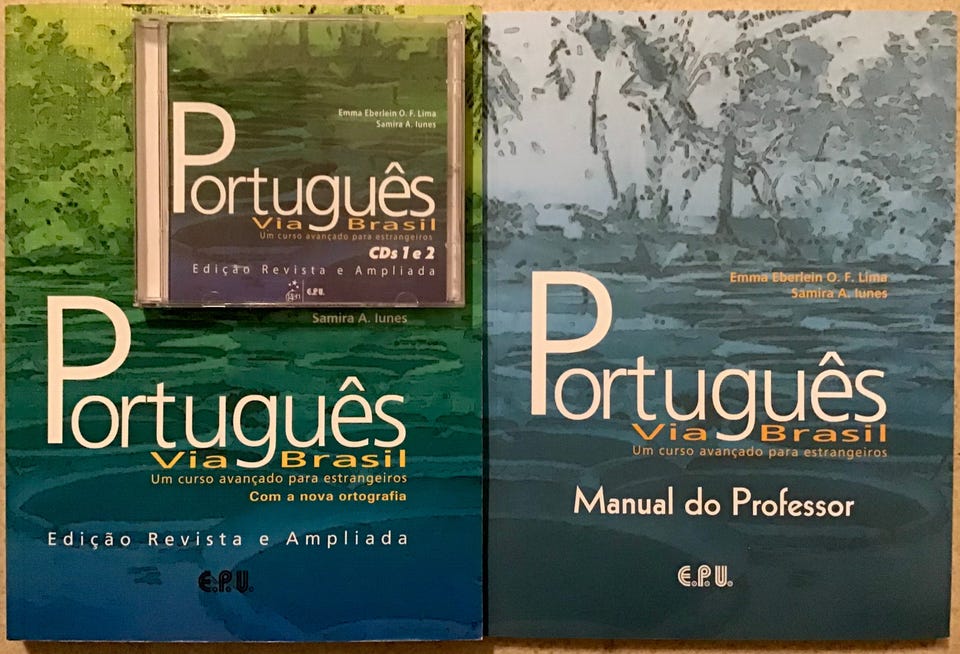 Emma Eberlein O. F. Lima
Samira A. Iunes
Português
Via Brasil
Um curso avançado para estrangeiros
CDs 1 e 2
Edição Revista e Ampliada
E.P.U.
Samira A. Iunes
Português
Via Brasil
Um curso avançado para estrangeiros
Com a nova ortografia
Edição Revista e Ampliada
E.P.U.
Emma Eberlein O. F. Lima
Samira A. Iunes
Português
Via Brasil
Um curso avançado para estrangeiros
Manual do Professor
E.P.U.